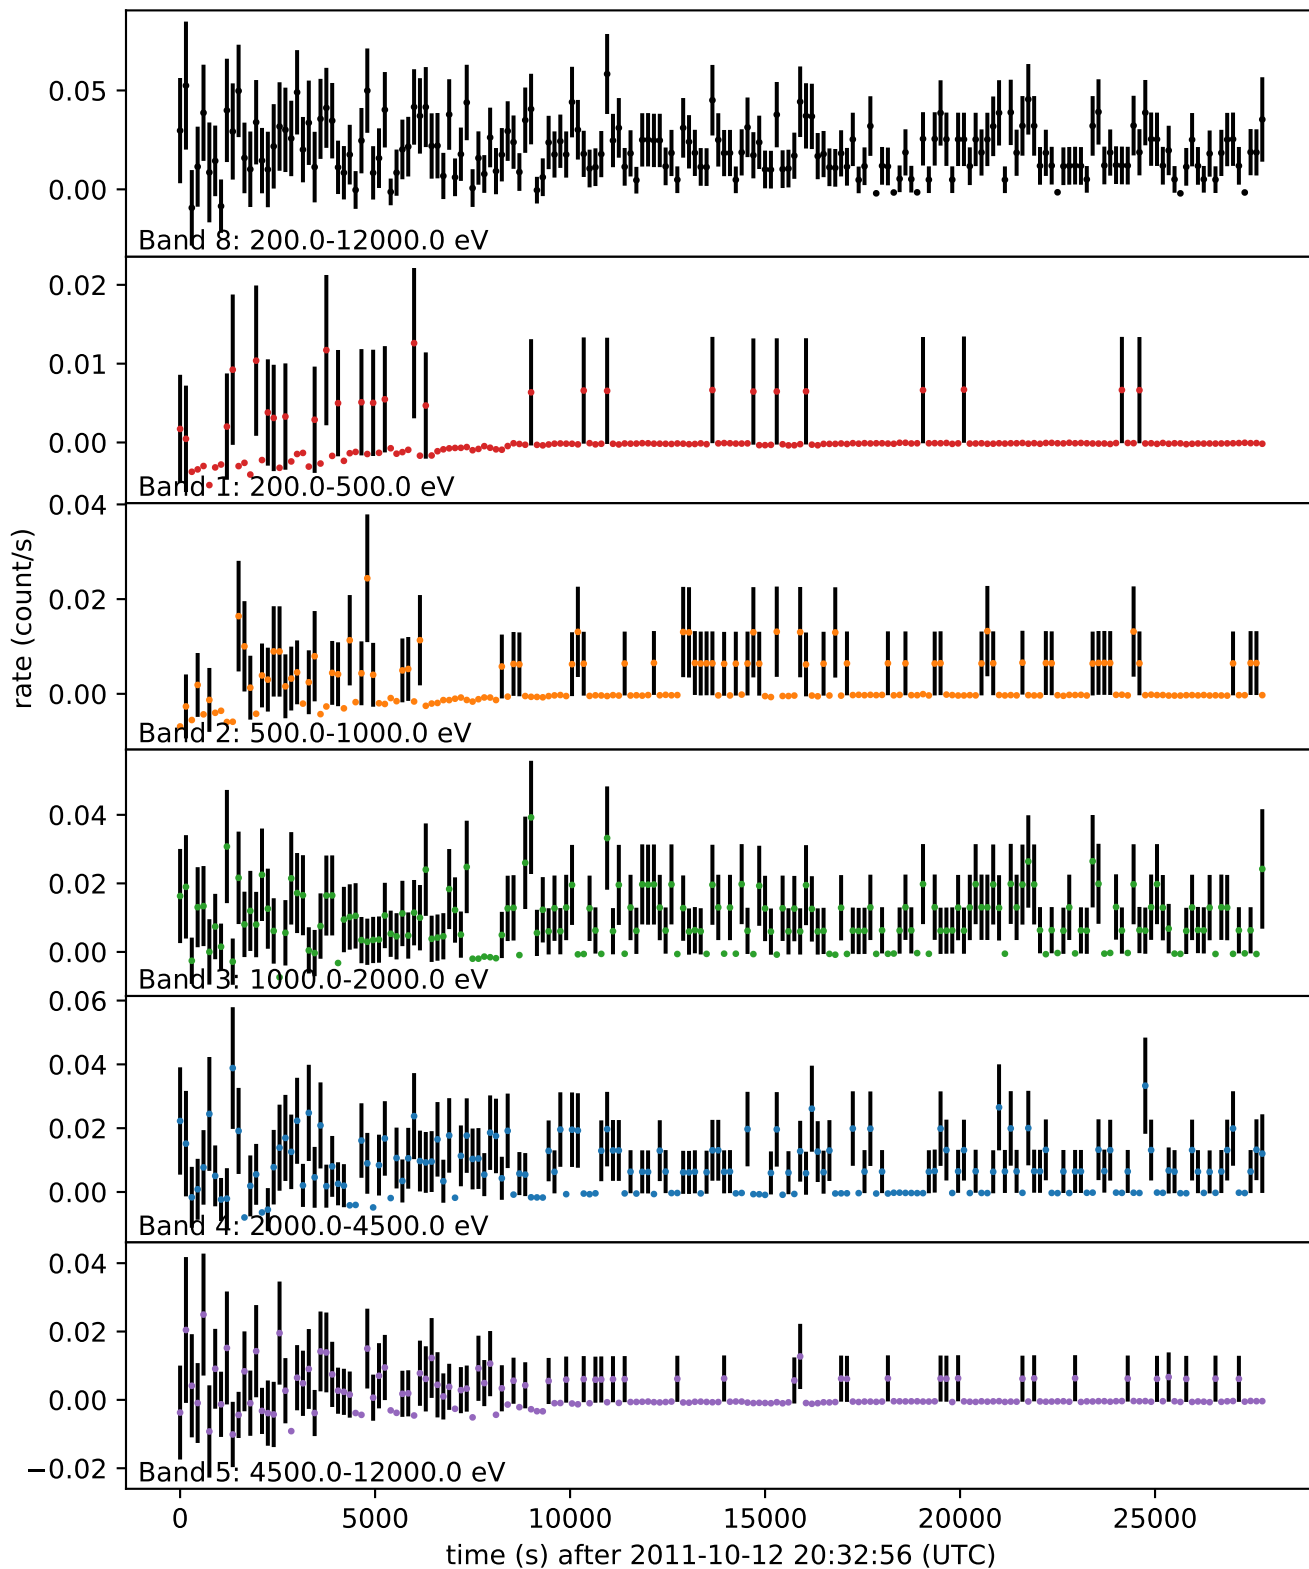 0.05
0.00
Band 8: 200.0-12000.0 eV
0.02
0.01
0.00
Band 1: 200.0-500.0 eV
0.04
0.02
0.00
Band 2: 500.0-1000.0 eV
rate (count/s)
0.04
0.02
0.00
Band 3: 1000.0-2000.0 eV
0.06
0.04
0.02
0.00
Band 4: 2000.0-4500.0 eV
0.04
0.02
0.00
−0.02
Band 5: 4500.0-12000.0 eV
0 5000 10000 15000 20000 25000
time (s) after 2011-10-12 20:32:56 (UTC)